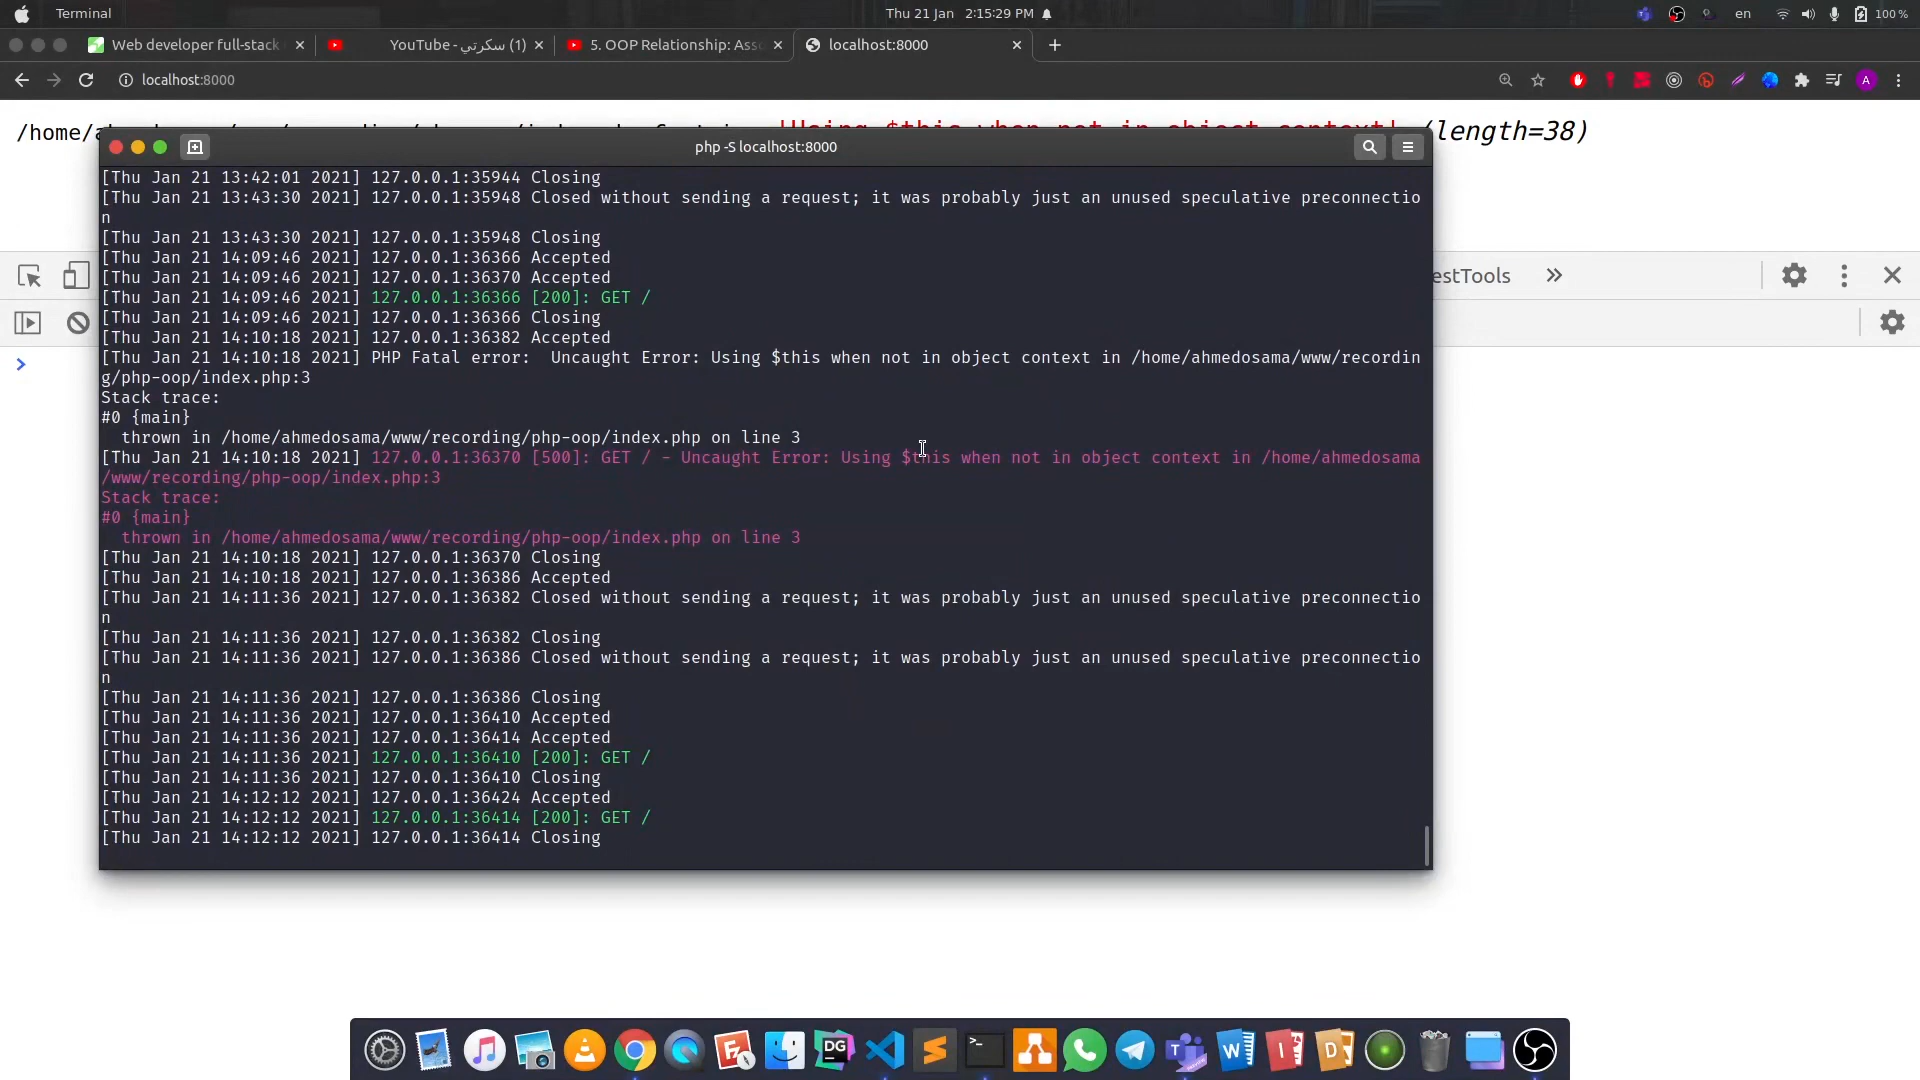 Terminal
Thu 21 Jan 2:15:29 PM
en
100 %
Web developer full-stack
YouTube - سكرتي (1)
5. OOP Relationship: Ass
localhost:8000
localhost:8000
A
(length=38)
php -S localhost:8000
[Thu Jan 21 13:42:01 2021] 127.0.0.1:35944 Closing
[Thu Jan 21 13:43:30 2021] 127.0.0.1:35948 Closed without sending a request; it was probably just an unused speculative preconnectio
n
[Thu Jan 21 13:43:30 2021] 127.0.0.1:35948 Closing
[Thu Jan 21 14:09:46 2021] 127.0.0.1:36366 Accepted
[Thu Jan 21 14:09:46 2021] 127.0.0.1:36370 Accepted
[Thu Jan 21 14:09:46 2021] 127.0.0.1:36366 [200]: GET /
[Thu Jan 21 14:09:46 2021] 127.0.0.1:36366 Closing
[Thu Jan 21 14:10:18 2021] 127.0.0.1:36382 Accepted
[Thu Jan 21 14:10:18 2021] PHP Fatal error:  Uncaught Error: Using $this when not in object context in /home/ahmedosama/www/recordin
g/php-oop/index.php:3
Stack trace:
#0 {main}
  thrown in /home/ahmedosama/www/recording/php-oop/index.php on line 3
[Thu Jan 21 14:10:18 2021] 127.0.0.1:36370 [500]: GET / - Uncaught Error: Using $this when not in object context in /home/ahmedosama
/www/recording/php-oop/index.php:3
Stack trace:
#0 {main}
  thrown in /home/ahmedosama/www/recording/php-oop/index.php on line 3
[Thu Jan 21 14:10:18 2021] 127.0.0.1:36370 Closing
[Thu Jan 21 14:10:18 2021] 127.0.0.1:36386 Accepted
[Thu Jan 21 14:11:36 2021] 127.0.0.1:36382 Closed without sending a request; it was probably just an unused speculative preconnectio
n
[Thu Jan 21 14:11:36 2021] 127.0.0.1:36382 Closing
[Thu Jan 21 14:11:36 2021] 127.0.0.1:36386 Closed without sending a request; it was probably just an unused speculative preconnectio
n
[Thu Jan 21 14:11:36 2021] 127.0.0.1:36386 Closing
[Thu Jan 21 14:11:36 2021] 127.0.0.1:36410 Accepted
[Thu Jan 21 14:11:36 2021] 127.0.0.1:36414 Accepted
[Thu Jan 21 14:11:36 2021] 127.0.0.1:36410 [200]: GET /
[Thu Jan 21 14:11:36 2021] 127.0.0.1:36410 Closing
[Thu Jan 21 14:12:12 2021] 127.0.0.1:36424 Accepted
[Thu Jan 21 14:12:12 2021] 127.0.0.1:36414 [200]: GET /
[Thu Jan 21 14:12:12 2021] 127.0.0.1:36414 Closing
estTools
DG